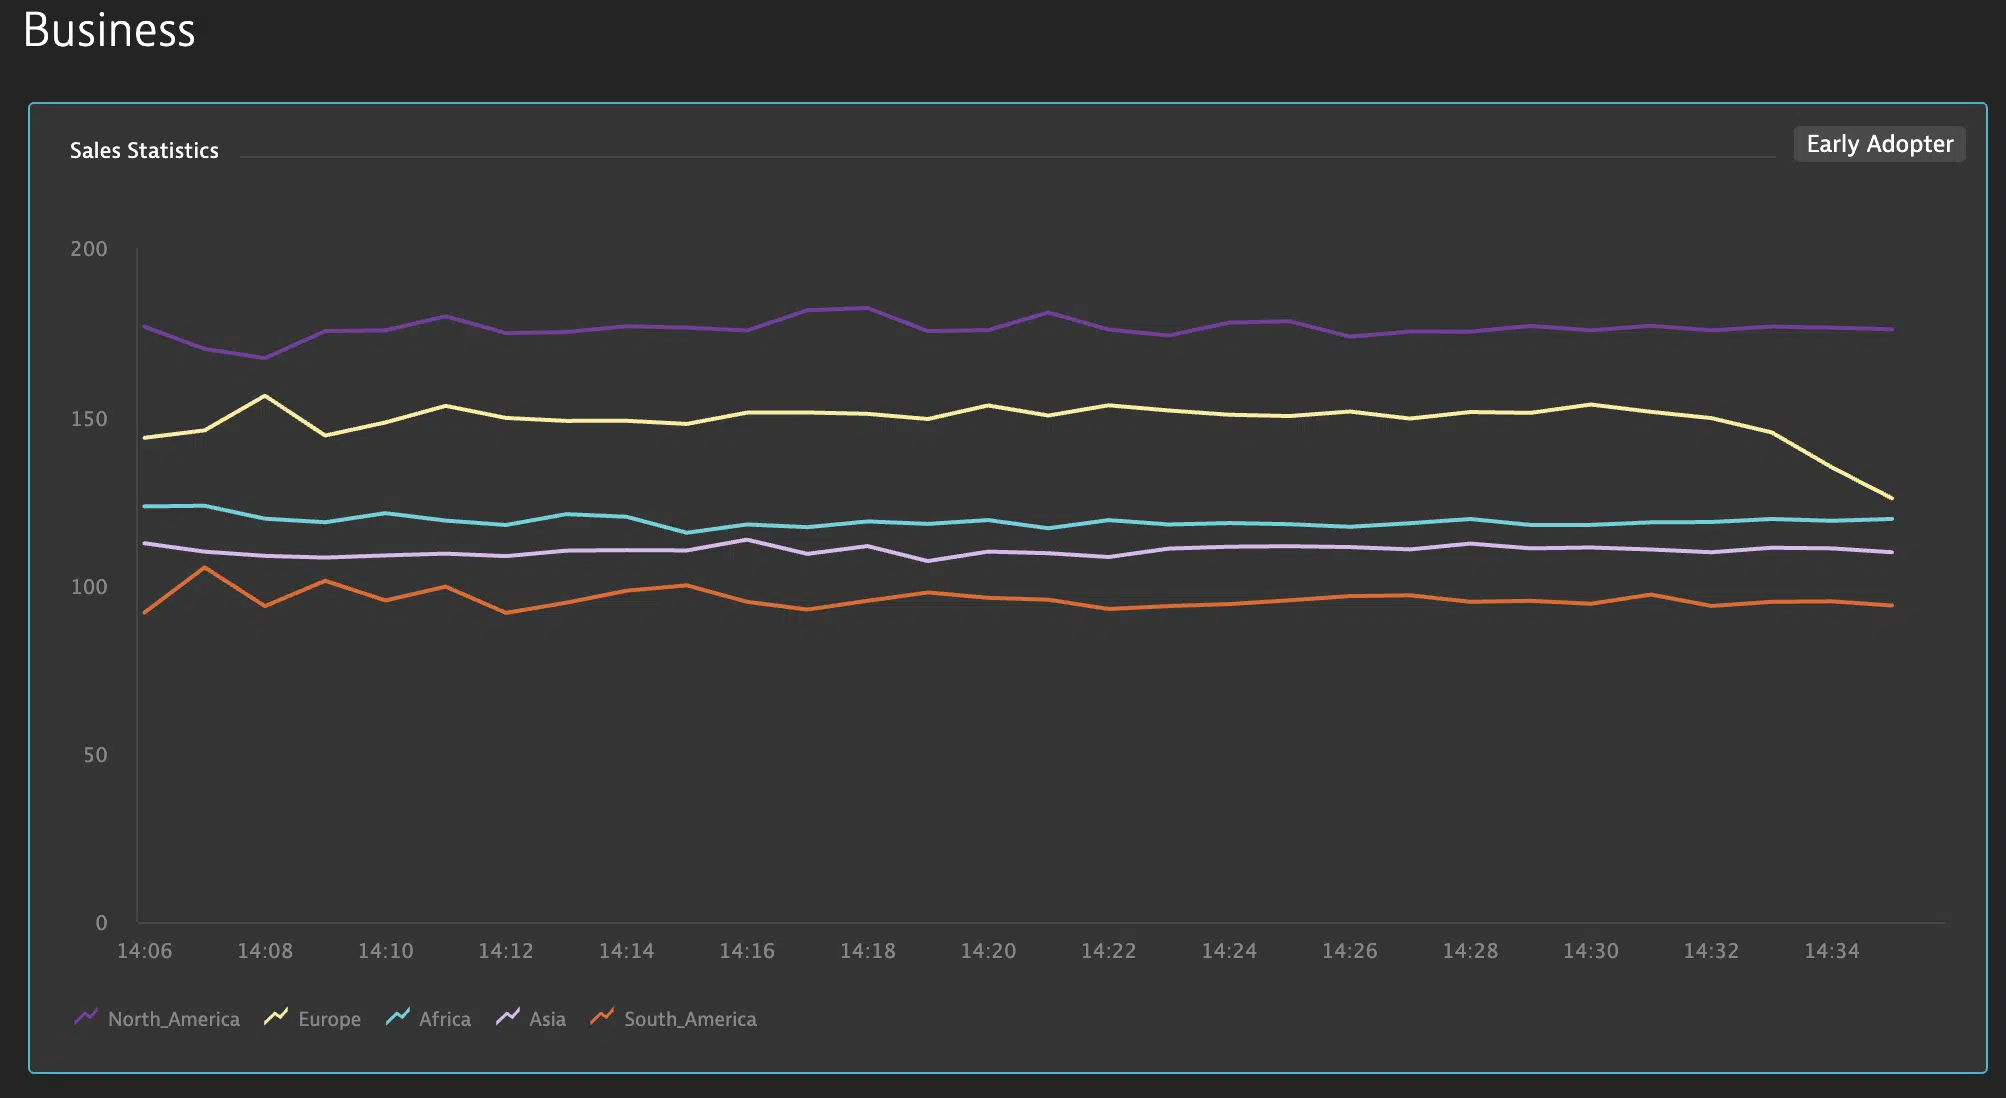 Business
Sales Statistics
Early Adopter
200
150
100
50
0
14:06 14:08 14:10 14:12 14:14 14:16 14:18 14:20 14:22 14:24 14:26 14:28 14:30 14:32 14:34
North_America Europe Africa Asia South_America